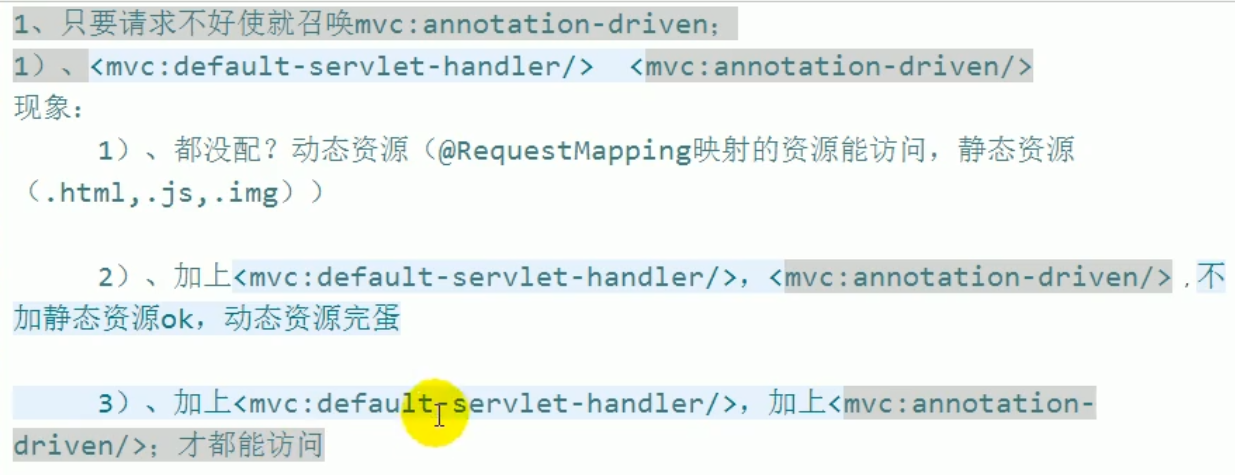 1、只要请求不好使就召唤mvc:annotation-driven;
1）、<mvc:default-servlet-handler/> <mvc:annotation-driven/>
现象:
1）、都没配？动态资源（@RequestMapping映射的资源能访问，静态资源
（.html,.js,.img））
2）、加上<mvc:default-servlet-handler/>，<mvc:annotation-driven/>,不
加静态资源ok，动态资源完蛋
3）、加上<mvc:default-servlet-handler/>，加上<mvc:annotation-
driven/>；才都能访问